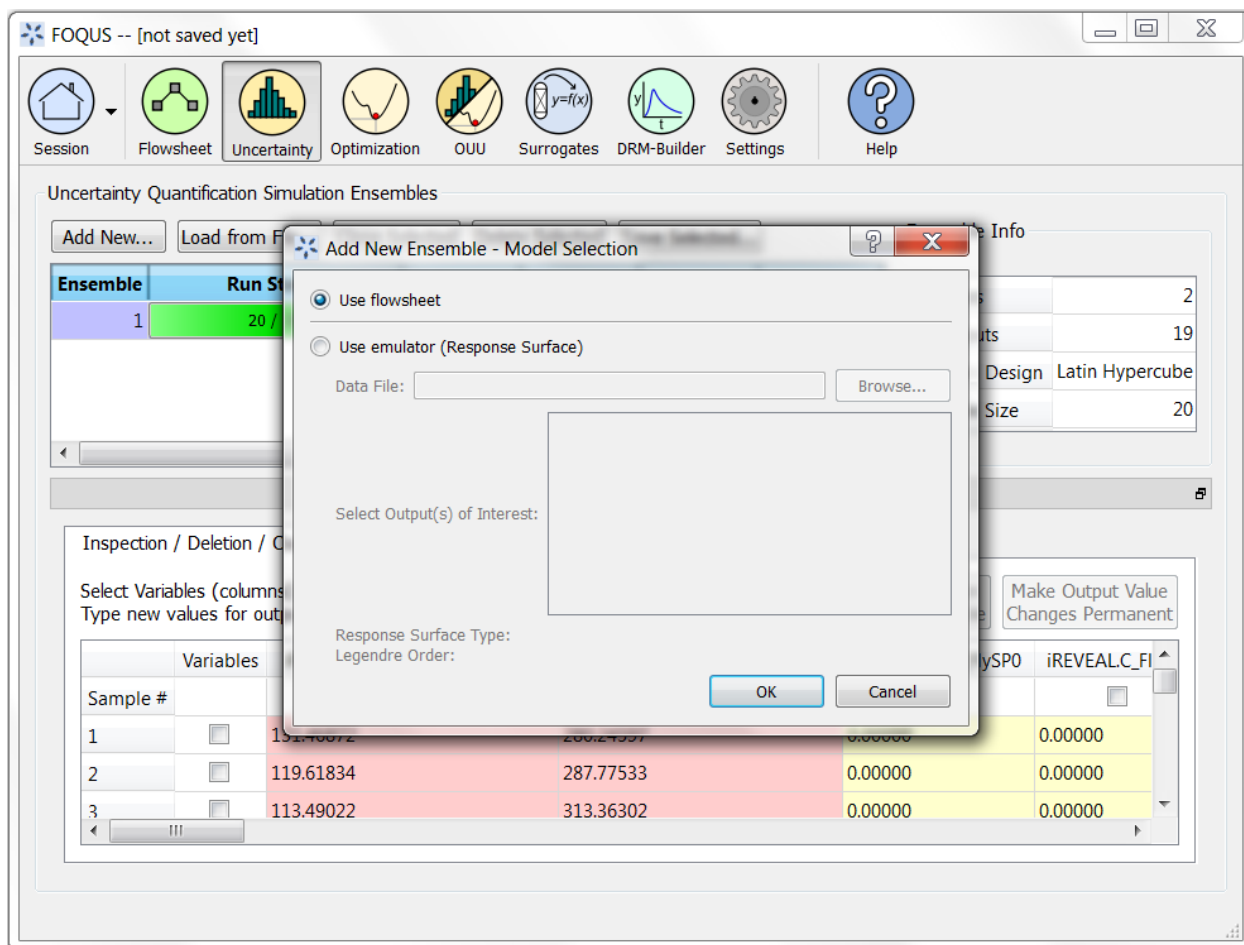 FOQUS -- [not saved yet]
Session Flowsheet Uncertainty Optimization OUU Surrogates DRM-Builder Settings Help
y=f(x) y t
Uncertainty Quantification Simulation Ensembles
Add New... Load from F
Info
Add New Ensemble - Model Selection
Ensemble Run St
1 20 /
2
19
Design Latin Hypercube
Size 20
Use flowsheet
Use emulator (Response Surface)
Data File: Browse...
Select Output(s) of Interest:
Response Surface Type:
Legendre Order:
OK Cancel
Inspection / Deletion /
Select Variables (columns
Type new values for outp
Make Output Value
Changes Permanent
Variables ySP0 iREVEAL.C_FI
Sample #
1 0.00000
2 119.61834 287.77533 0.00000 0.00000
3 113.49022 313.36302 0.00000 0.00000